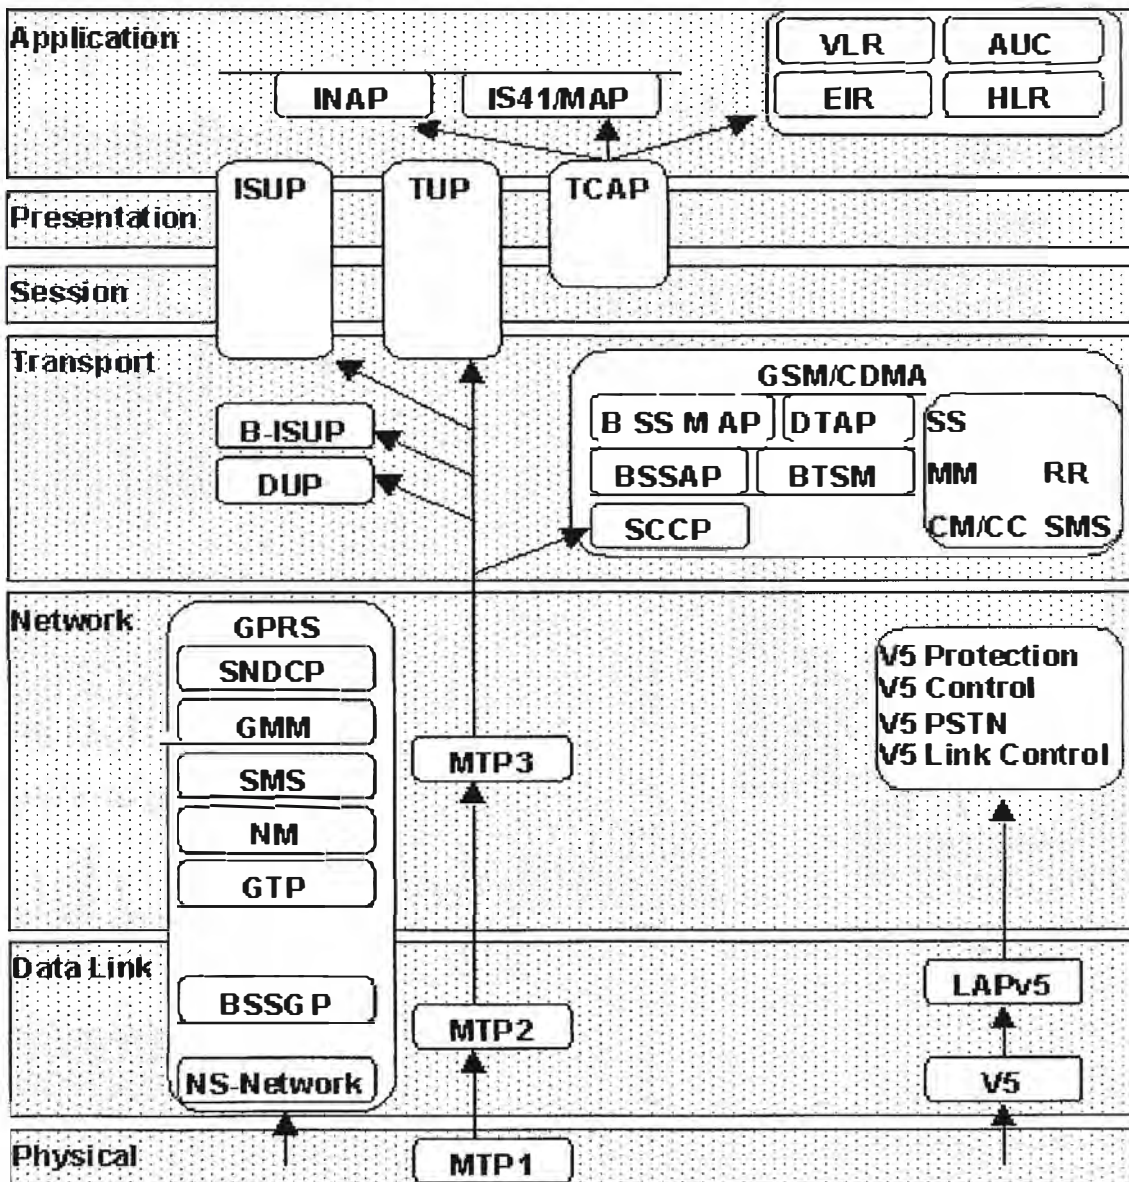 Application
VLR AUC
INAP IS41/MAP EIR HLR
ISUP TUP TCAP
Presentation
Session
Transport
GSM/CDMA
B SS M AP DTAP SS
B-ISUP
BSSAP BTSM MM RR
DUP
SCCP CM/CC SMS
Network
GPRS
SNDCP
GMM
SMS
NM
GTP
MTP3
V5 Protection
V5 Control
V5 PSTN
V5 Link Control
Data Link
BSSGP
MTP2
LAPv5
NS-Network
V5
Physical
MTP1